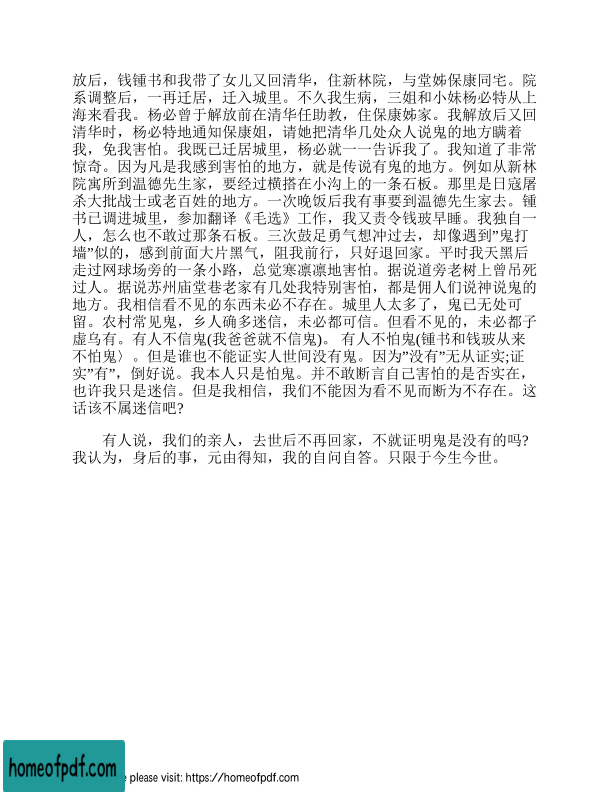 放后，钱锺书和我带了女儿又回清华，住新林院，与堂姊保康同宅。院
系调整后，一再迁居，迁入城里。不久我生病，三姐和小妹杨必特从上
海来看我。杨必曾于解放前在清华任助教，住保康姊家。我解放后又回
清华时，杨必特地通知保康姐，请她把清华几处众人说鬼的地方瞒着
我，免我害怕。我既已迁居城里，杨必就一一告诉我了。我知道了非常
惊奇。因为凡是我感到害怕的地方，就是传说有鬼的地方。例如从新林
院寓所到温德先生家，要经过横搭在小沟上的一条石板。那里是日寇屠
杀大批战士或老百姓的地方。一次晚饭后我有事要到温德先生家去。锺
书已调进城里，参加翻译《毛选》工作，我又责令钱玻早睡。我独自一
人，怎么也不敢过那条石板。三次鼓足勇气想冲过去，却像遇到”鬼打
墙”似的，感到前面大片黑气，阻我前行，只好退回家。平时我天黑后
走过网球场旁的一条小路，总觉寒凛凛地害怕。据说道旁老树上曾吊死
过人。据说苏州庙堂巷老家有几处我特别害怕，都是佣人们说神说鬼的
地方。我相信看不见的东西未必不存在。城里人太多了，鬼已无处可
留。农村常见鬼，乡人确多迷信，未必都可信。但看不见的，未必都子
虚乌有。有人不信鬼(我爸爸就不信鬼)。 有人不怕鬼(锺书和钱玻从来
不怕鬼〕。但是谁也不能证实人世间没有鬼。因为”没有”无从证实;证
实”有”，倒好说。我本人只是怕鬼。并不敢断言自己害怕的是否实在，
也许我只是迷信。但是我相信，我们不能因为看不见而断为不存在。这
话该不属迷信吧?
有人说，我们的亲人，去世后不再回家，不就证明鬼是没有的吗?
我认为，身后的事，元由得知，我的自问自答。只限于今生今世。
homeofpdf.com
please visit: https://homeofpdf.com